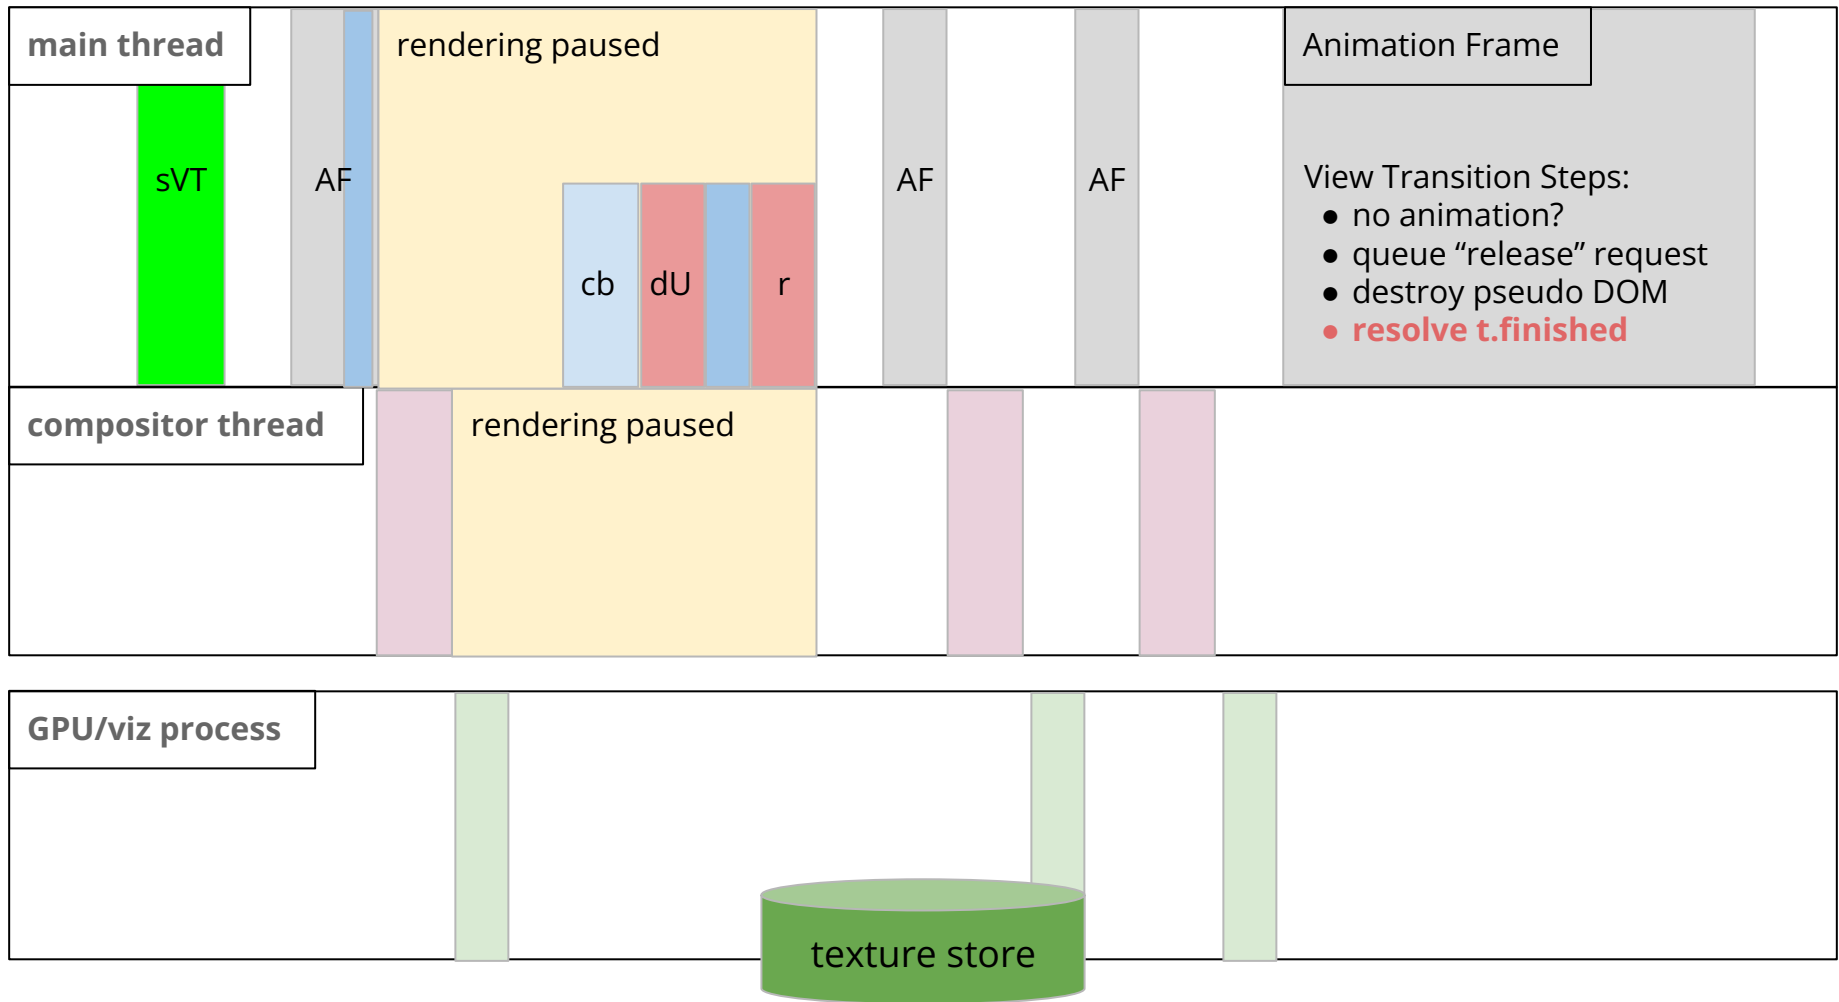 main thread
rendering paused
Animation Frame
sVT
AF
AF
AF
View Transition Steps:
● no animation?
● queue “release” request
● destroy pseudo DOM
● resolve t.finished
cb
dU
r
compositor thread
rendering paused
GPU/viz process
texture store